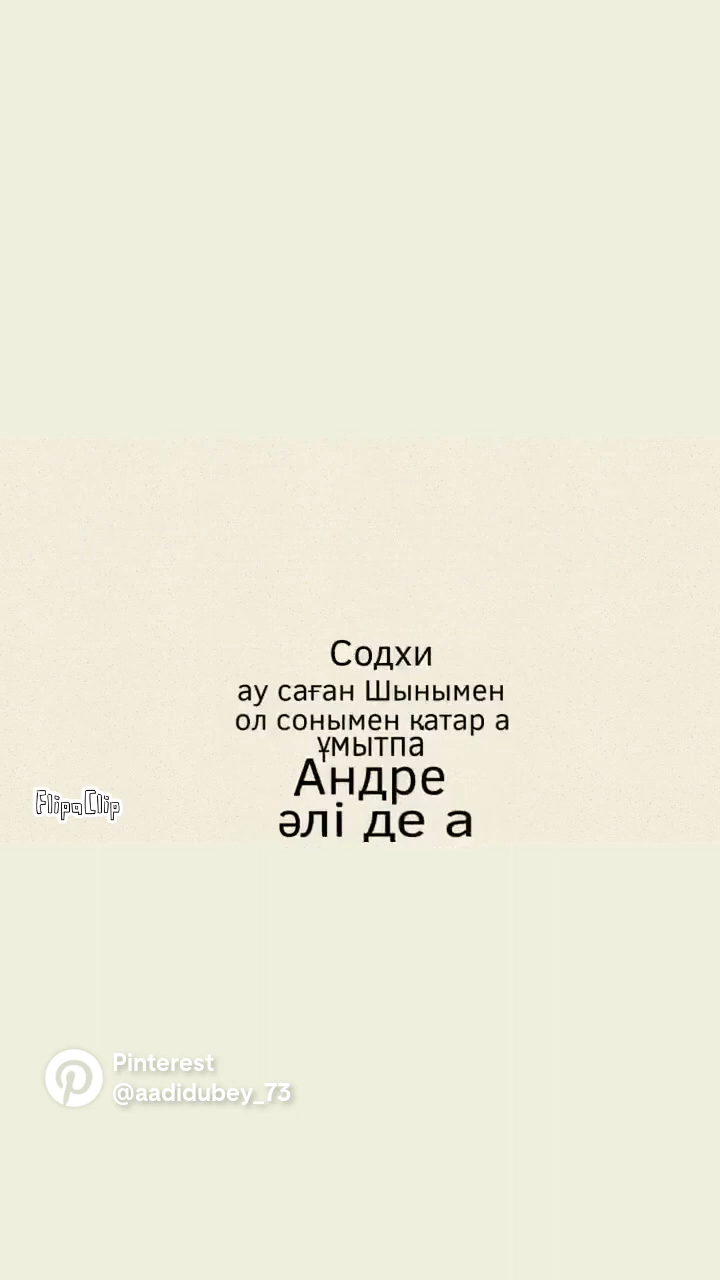 Содхи
ау саған Шынымен
ол сонымен қатар а
ұмытпа
Андре
әлі де а
FlipaClip
Pinterest
@aadidubey_73